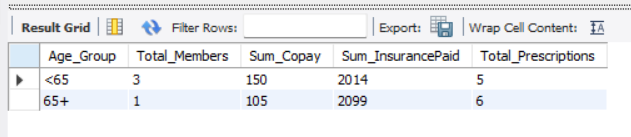 Result Grid Filter Rows: Export: Wrap Cell Content: IA
Age_Group Total_Members Sum_Copay Sum_InsurancePaid Total_Prescriptions
<65 3 150 2014 5
65+ 1 105 2099 6